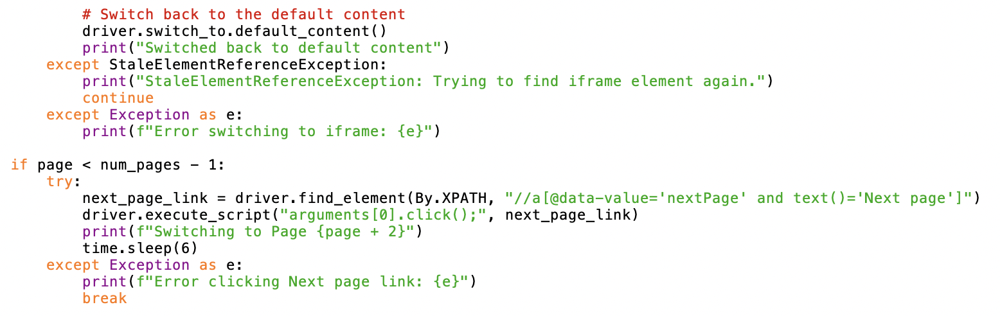 # Switch back to the default content
driver.switch_to.default_content()
print("Switched back to default content")
except StaleElementReferenceException:
print("StaleElementReferenceException: Trying to find iframe element again.")
continue
except Exception as e:
print(f"Error switching to iframe: {e}")
if page < num_pages - 1:
try:
next_page_link = driver.find_element(By.XPATH, "//a[@data-value='nextPage' and text()='Next page']")
driver.execute_script("arguments[0].click();", next_page_link)
print(f"Switching to Page {page + 2}")
time.sleep(6)
except Exception as e:
print(f"Error clicking Next page link: {e}")
break